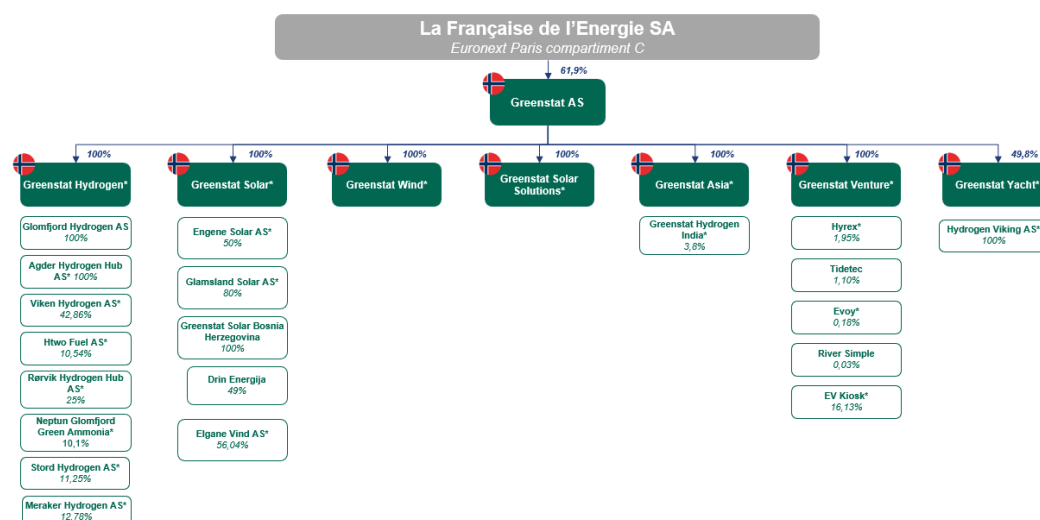 La Française de l'Energie SA
Euronext Paris compartiment C
61,9%
Greenstat AS
100%
100%
100%
100%
100%
100%
49,8%
Greenstat Hydrogen*
Greenstat Solar*
Greenstat Wind*
Greenstat Solar
Solutions*
Greenstat Asia*
Greenstat Venture*
Greenstat Yacht*
Glomfjord Hydrogen AS
100%
Agder Hydrogen Hub
AS* 100%
Viken Hydrogen AS*
42,86%
Htwo Fuel AS*
10,54%
Rørvik Hydrogen Hub
AS*
25%
Neptun Glomfjord
Green Ammonia*
10,1%
Stord Hydrogen AS*
11,25%
Meraker Hydrogen AS*
12,78%
Engene Solar AS*
50%
Glamsland Solar AS*
80%
Greenstat Solar Bosnia
Herzegovina
100%
Drin Energija
49%
Elgane Vind AS*
56,04%
Greenstat Hydrogen
India*
3,8%
Hyrex*
1,95%
Tidetec
1,10%
Evoy*
0,18%
River Simple
0,03%
EV Kiosk*
16,13%
Hydrogen Viking AS*
100%